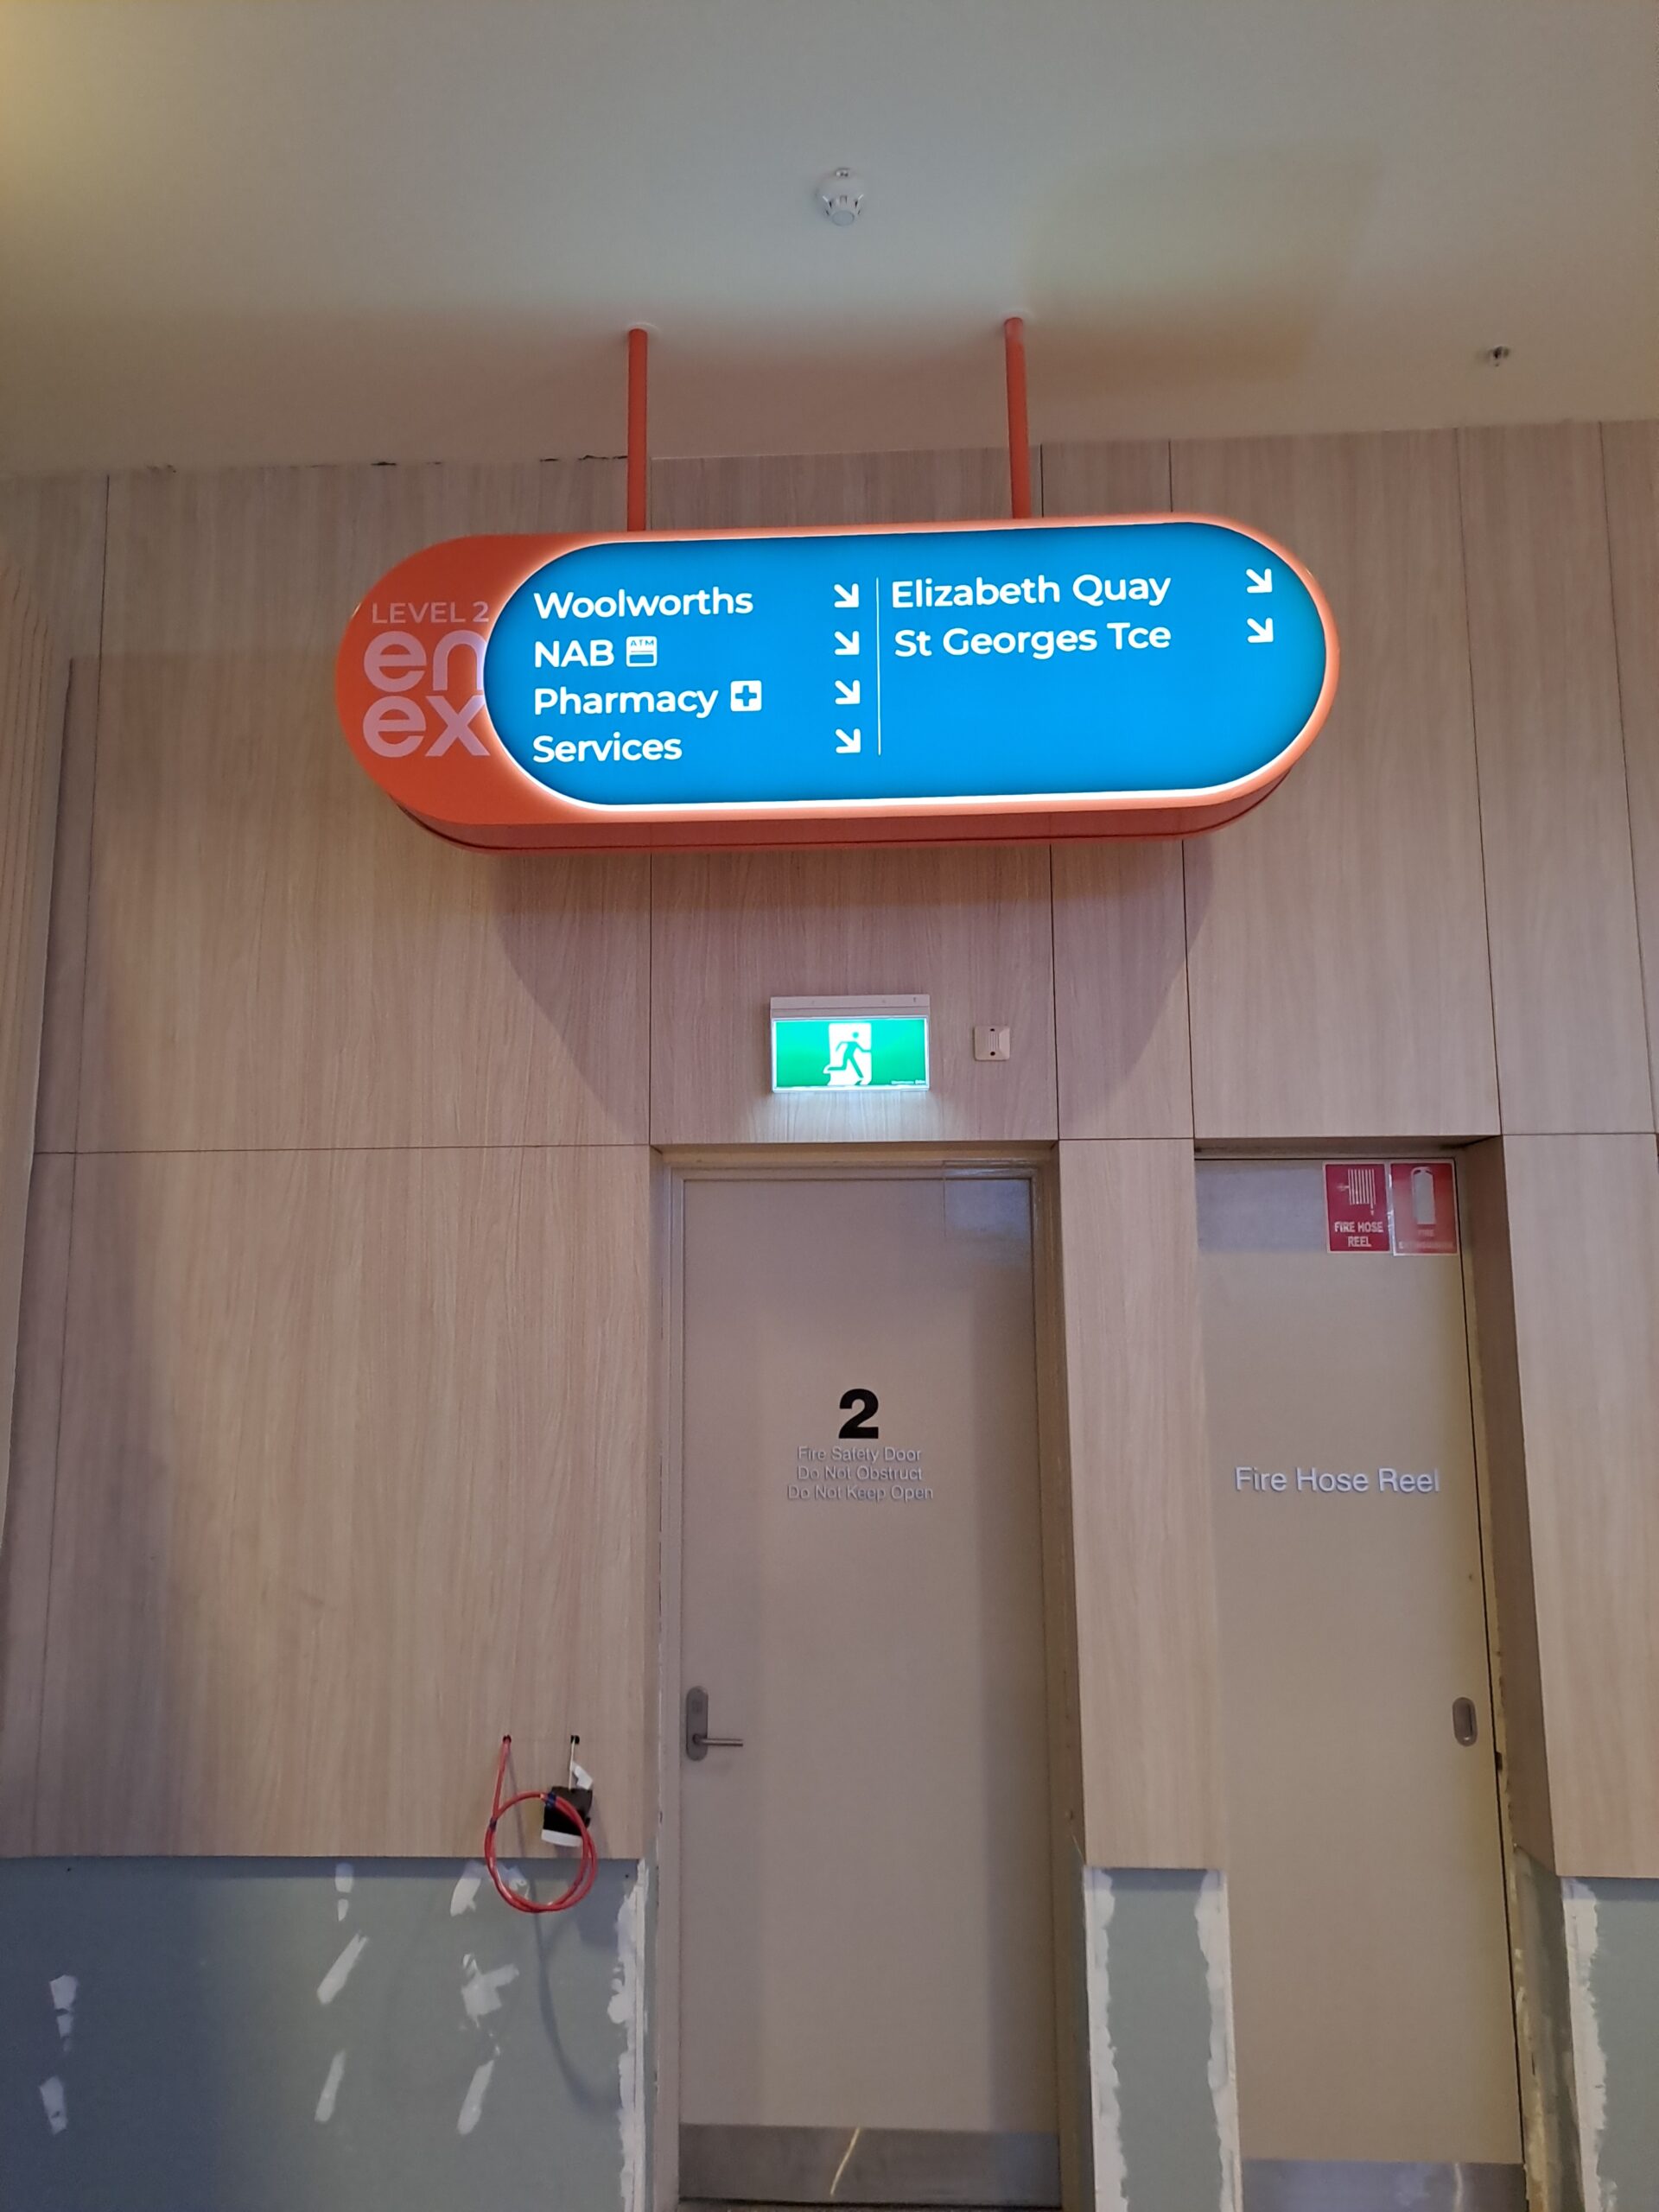 LEVEL 2
en
ex
Woolworths
NAB ATM
Pharmacy
Services
Elizabeth Quay
St Georges Tce
FIRE HOSE
REEL
FIRE
2
Fire Safety Door
Do Not Obstruct
Do Not Keep Open
Fire Hose Reel